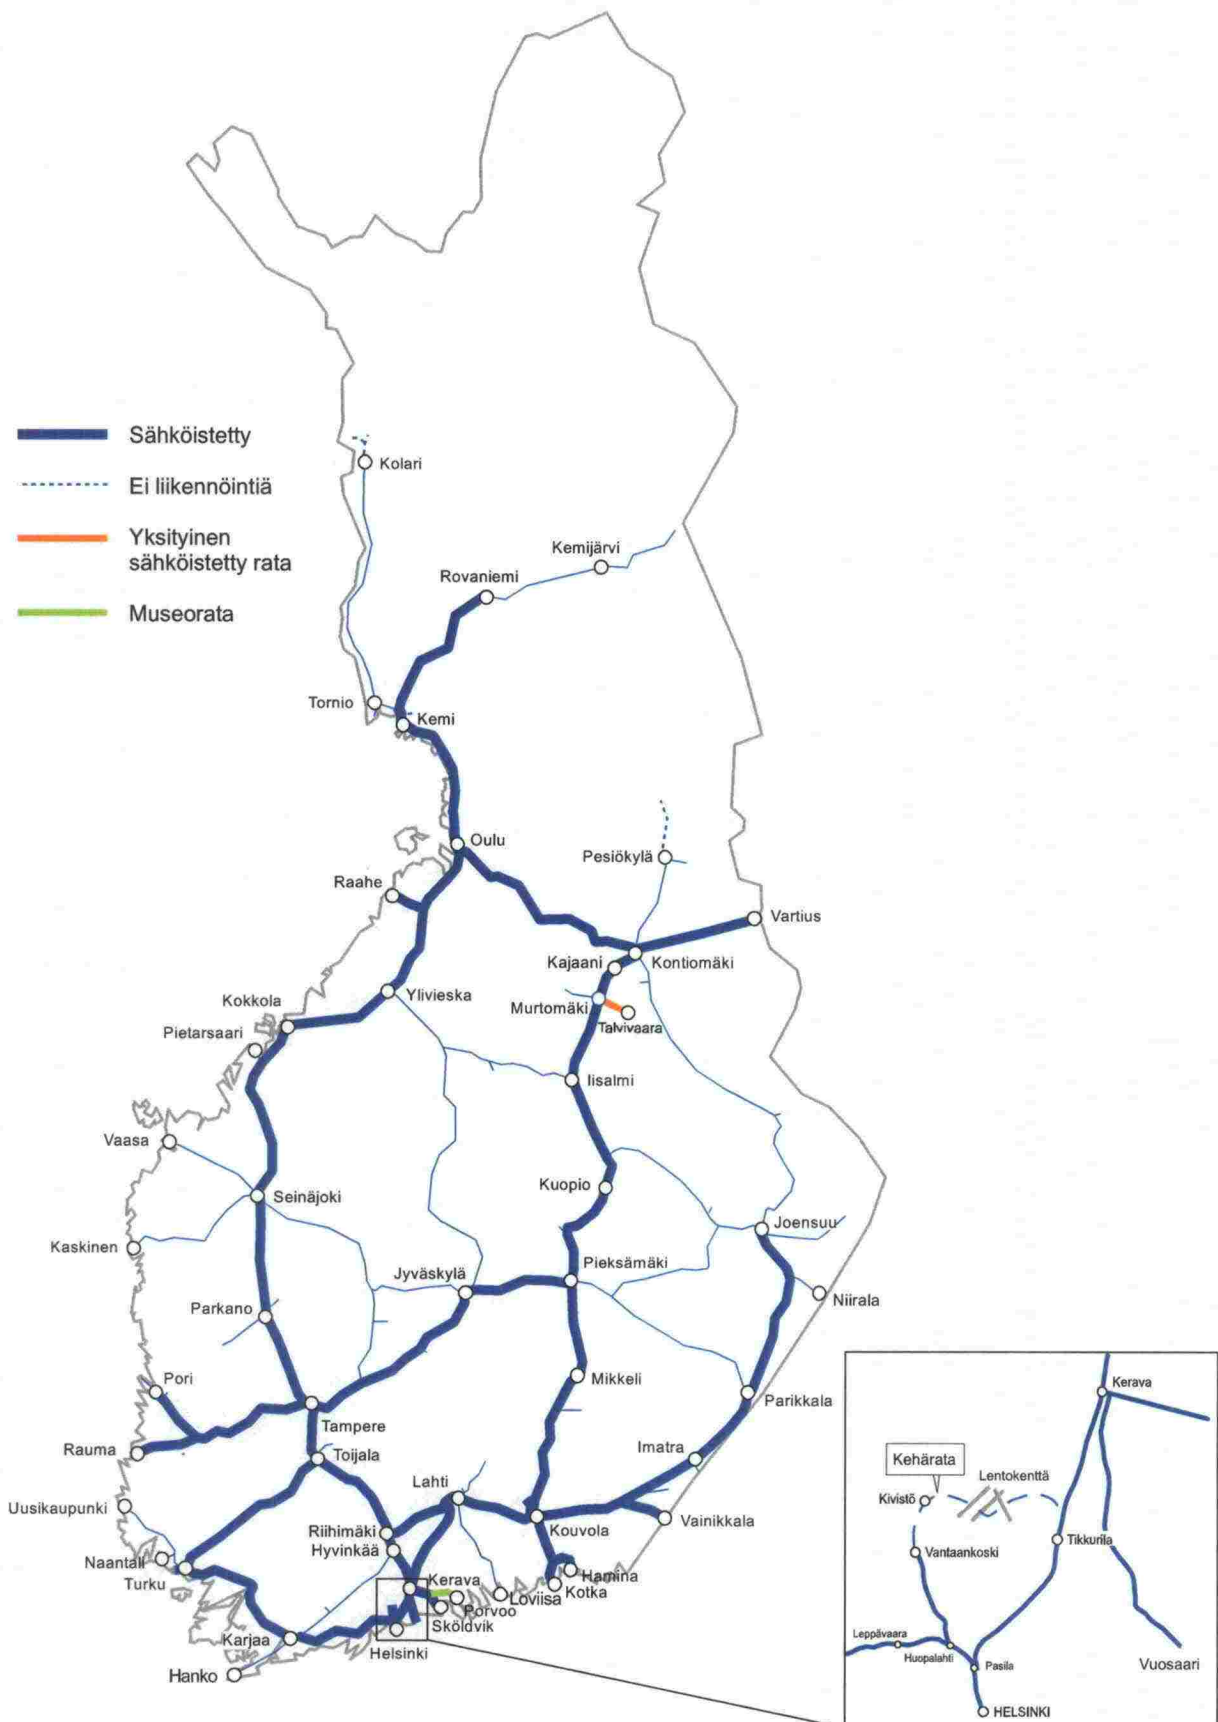 Sähköistetty
Kolari
Ei liikennöintiä
Yksityinen
sähköistetty rata
Kemijärvi
Rovaniemi
Museorata
Tornio
Kemi
Oulu
Pesiökylä
Raahe
Vartius
Kontiomäki
Kajaani
Ylivieska
Kokkola
Murtomäki
Talvivaara
Pietarsaari
Iisalmi
Vaasa
Kuopio
Seinäjoki
Joensuu
Kaskinen
Jyväskylä
Pieksämäki
Niirala
Parkano
Pori
Mikkeli
Parikkala
Tampere
Rauma
Toijala
Imatra
Lahti
Uusikaupunki
Kouvola
Vainikkala
Riihimäki
Hyvinkää
Naantali
Turku
Kerava
Hamina
Kotka
Loviisa
Porvoo
Sköldvik
Karjaa
Helsinki
Hanko
Kerava
Kehärata
Lentokenttä
Kivistö
Tikkurila
Vantaankoski
Leppävaara
Huopalahti
Pasila
Vuosaari
HELSINKI